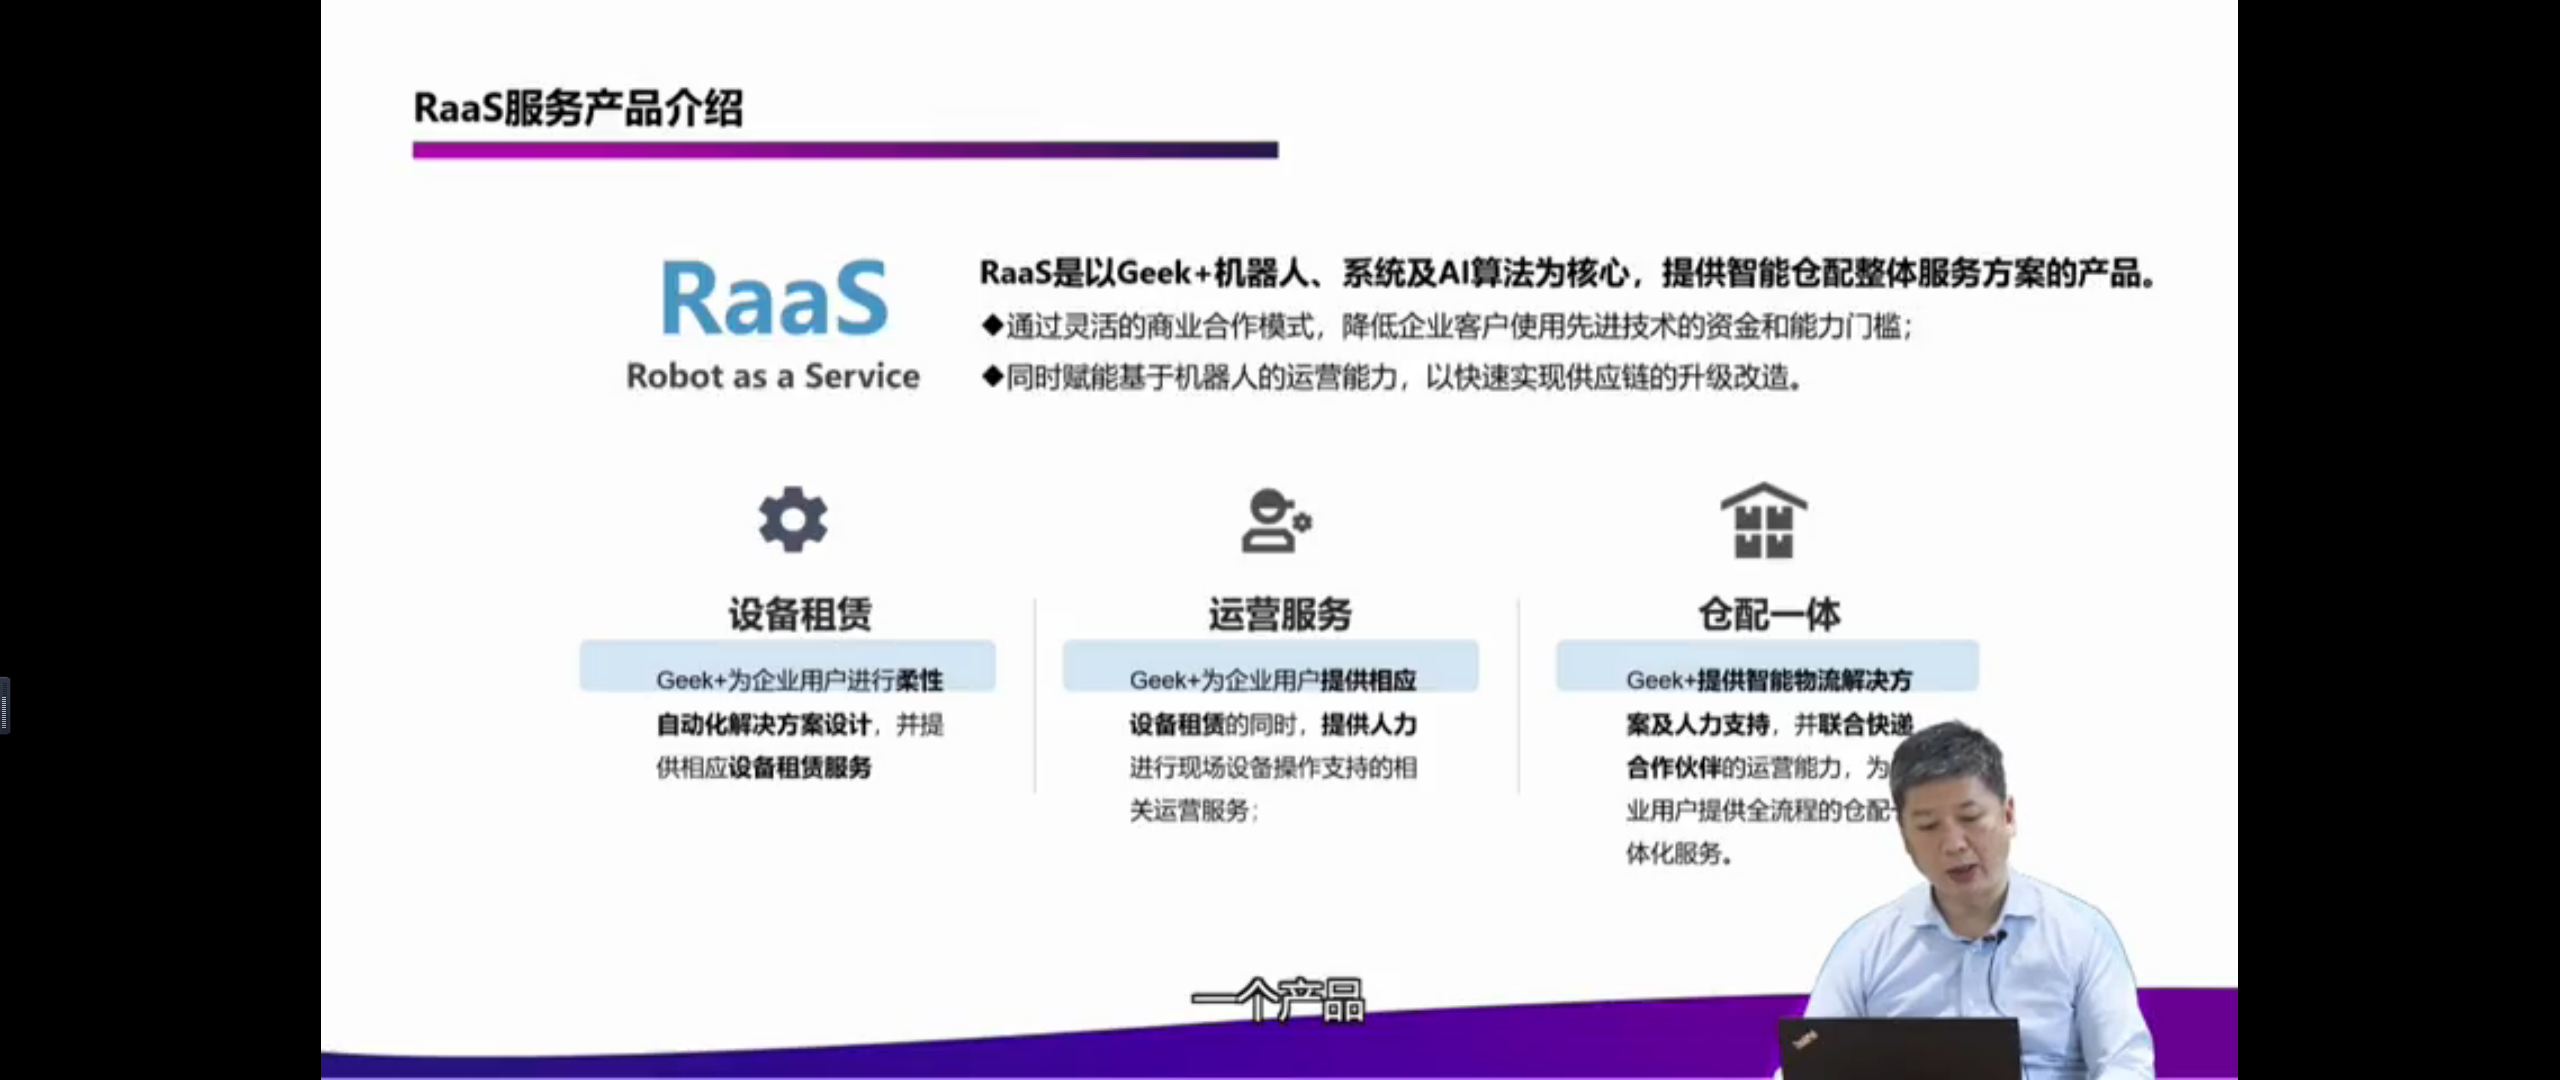 RaaS服务产品介绍
RaaS
Robot as a Service
RaaS是以Geek+机器人、系统及AI算法为核心，提供智能仓配整体服务方案的产品。
◆通过灵活的商业合作模式，降低企业客户使用先进技术的资金和能力门槛；
◆同时赋能基于机器人的运营能力，以快速实现供应链的升级改造。
设备租赁
Geek+为企业用户进行柔性
自动化解决方案设计，并提
供相应设备租赁服务
运营服务
Geek+为企业用户提供相应
设备租赁的同时，提供人力
进行现场设备操作支持的相
关运营服务；
仓配一体
Geek+提供智能物流解决方
案及人力支持，并联合快递
合作伙伴的运营能力，为
业用户提供全流程的仓配
体化服务。
一个产品
ThinkPad